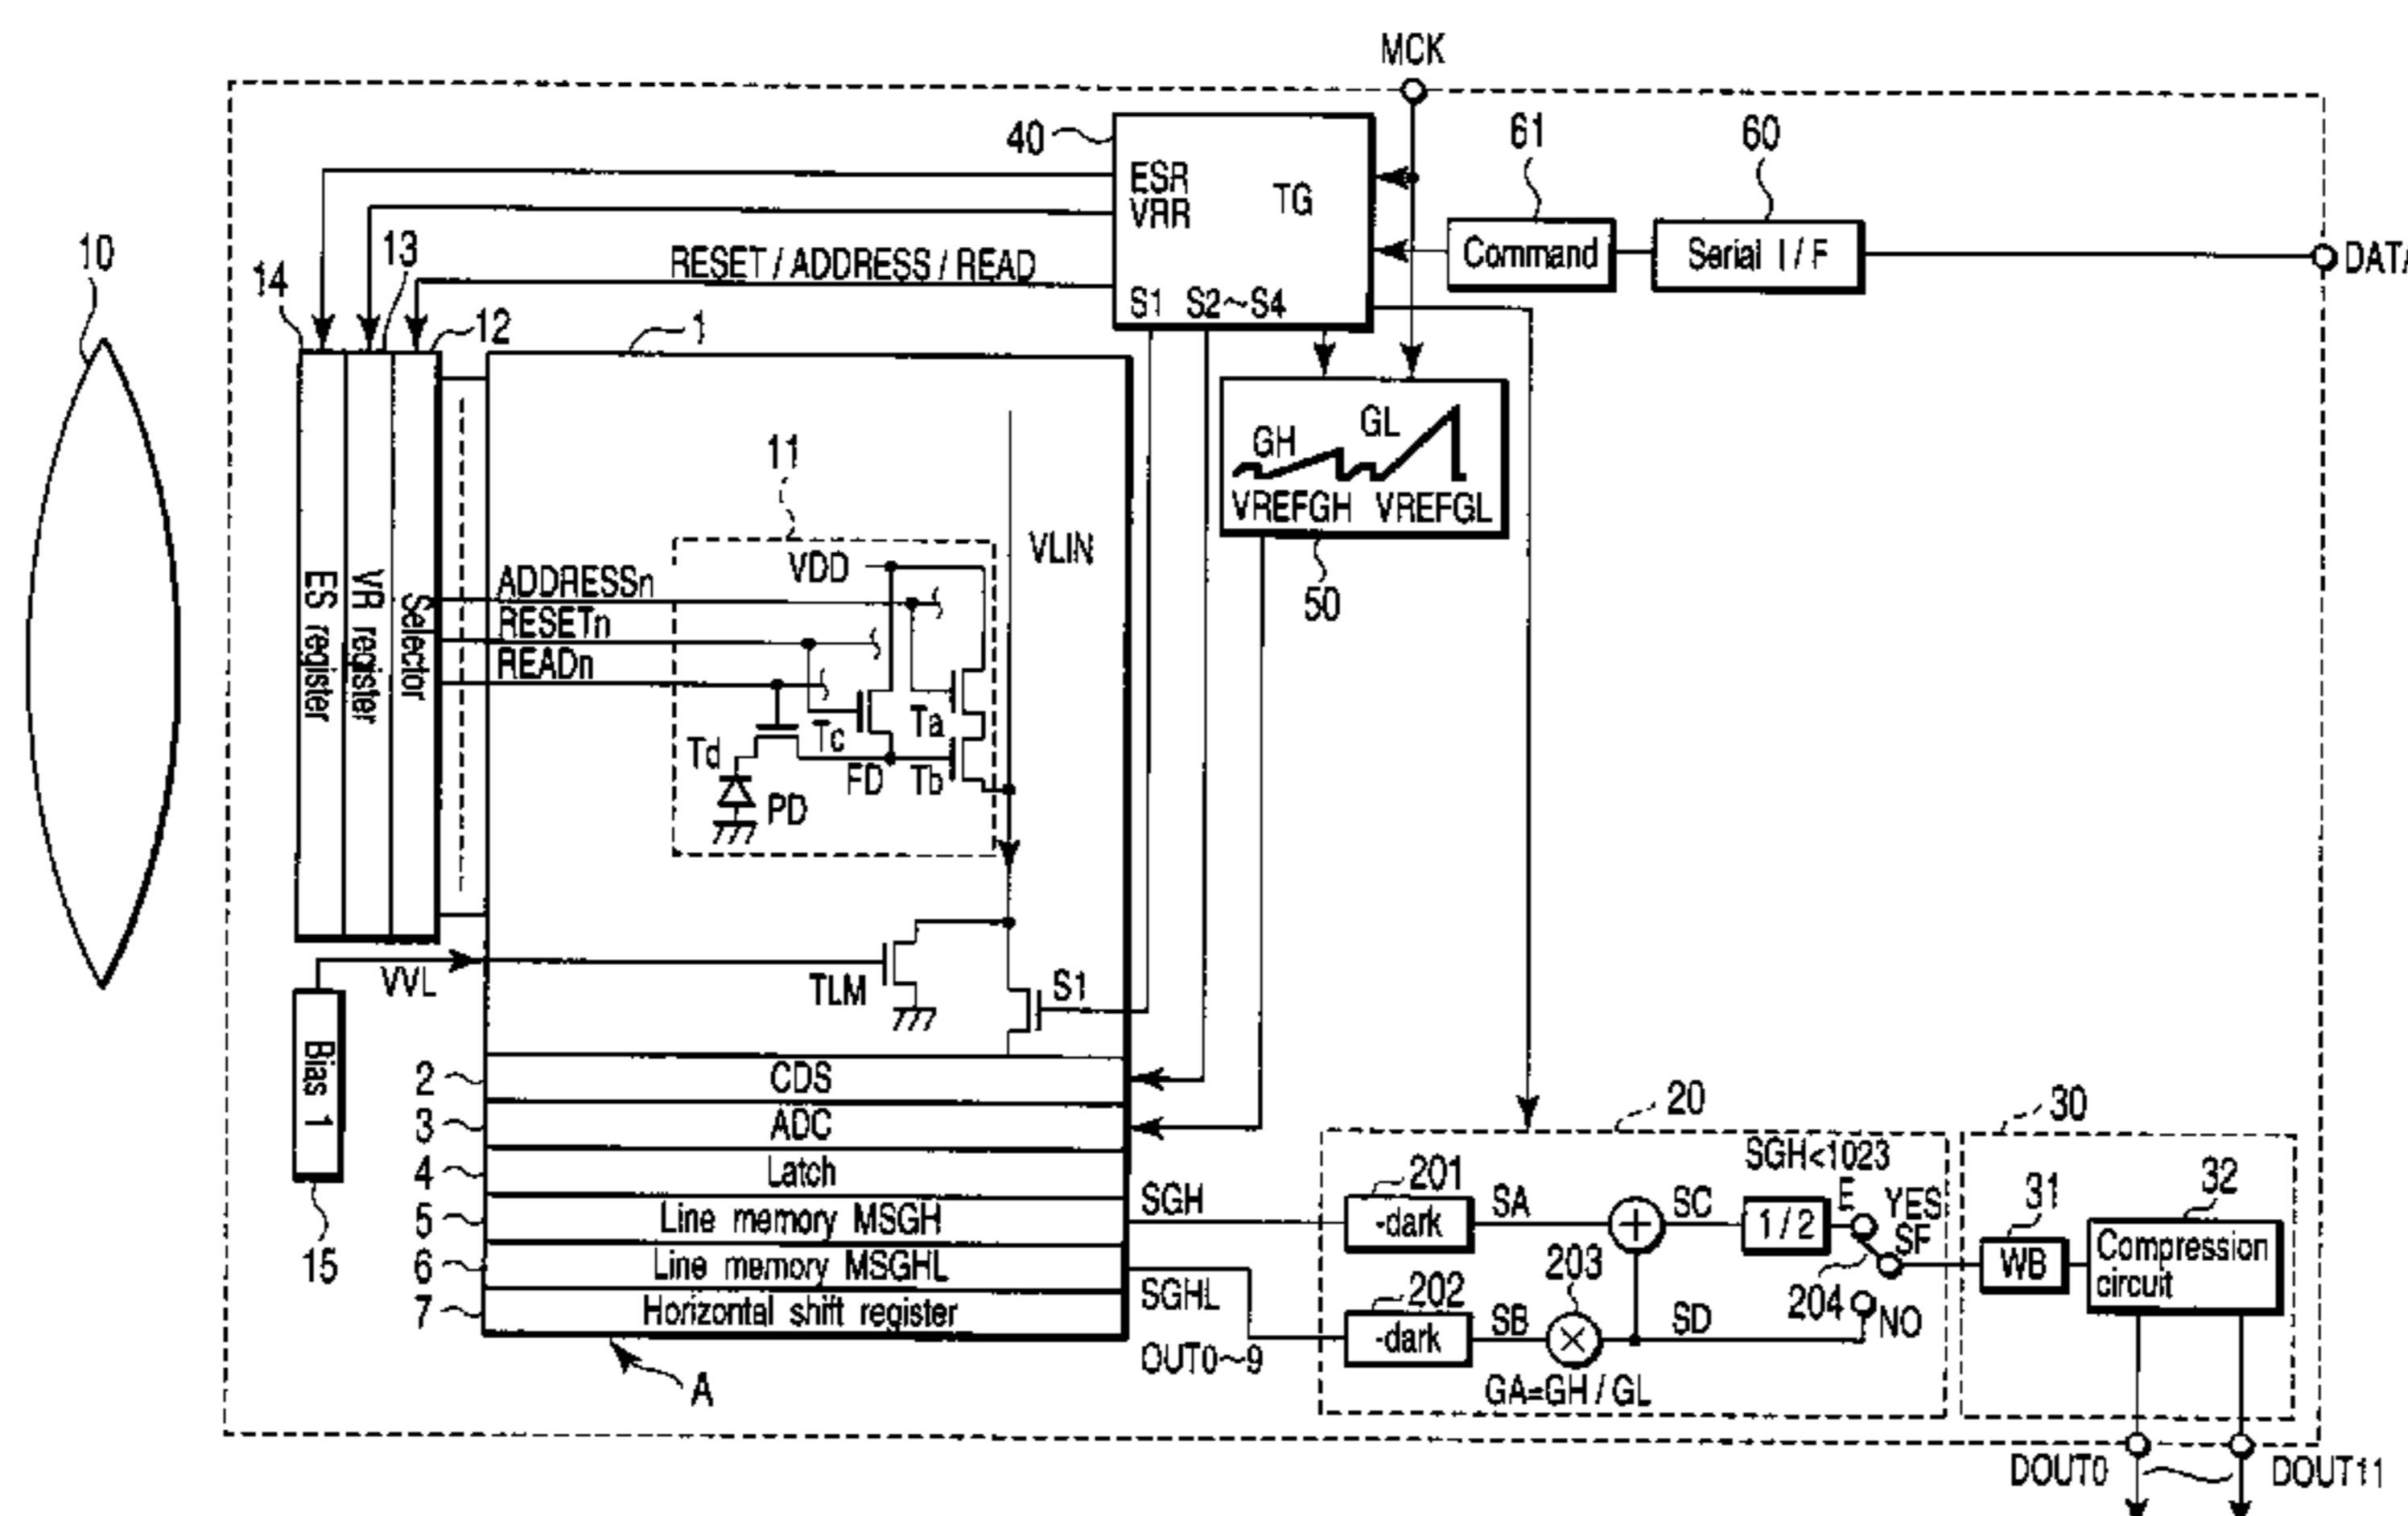 MCK
40
61
60
ESR
VRR
TG
Command
Serial I / F
DATA
10
14
13
12
1
RESET / ADDRESS / READ
S1 S2~S4
11
GH
GL
VREFGH VREFGL
50
VDD
VLIN
ES register
VR register
Selector
ADDRESSn
RESETn
READn
Td
Tc
Ta
FD
Tb
PD
VVL
TLM
S1
Bias 1
15
2
CDS
3
ADC
4
Latch
5
Line memory MSGH
6
Line memory MSGHL
7
Horizontal shift register
A
SGH
SGHL
OUT0~9
20
30
201
-dark
SA
SC
1 / 2
SGH<1023
E
YES
SF
204
NO
202
-dark
SB
203
SD
GA=GH / GL
31
WB
32
Compression
circuit
DOUT0
DOUT11